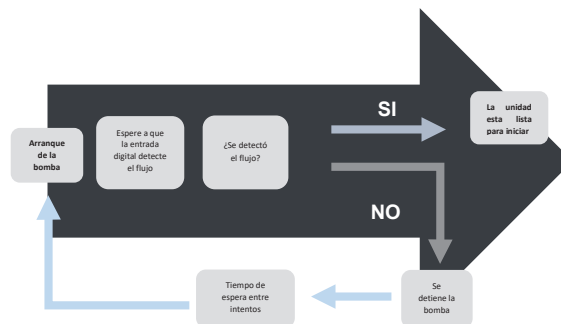 Arranque
de la
bomba
Espere a que
la entrada
digital detecte
el flujo
¿Se detectó
el flujo?
SI
La unidad
esta lista
para iniciar
NO
Se
detiene la
bomba
Tiempo de
espera entre
intentos